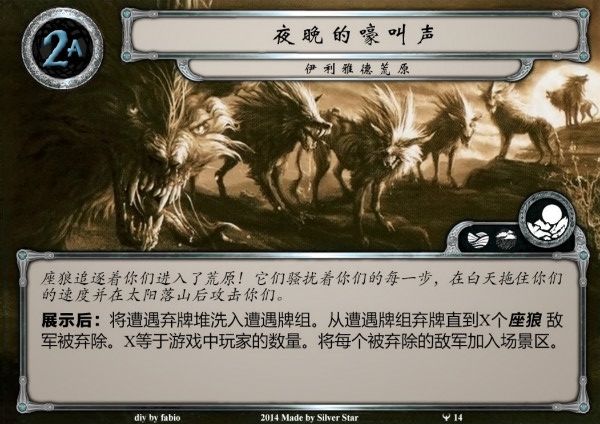 2A
夜晚的嚎叫声
伊利雅德荒原
座狼追逐着你们进入了荒原！它们骚扰着你们的每一步，在白天拖住你们
的速度并在太阳落山后攻击你们。
展示后：将遭遇弃牌堆洗入遭遇牌组。从遭遇牌组弃牌直到X个座狼 敌
军被弃除。X等于游戏中玩家的数量。将每个被弃除的敌军加入场景区。
diy by fabio
2014 Made by Silver Star
14